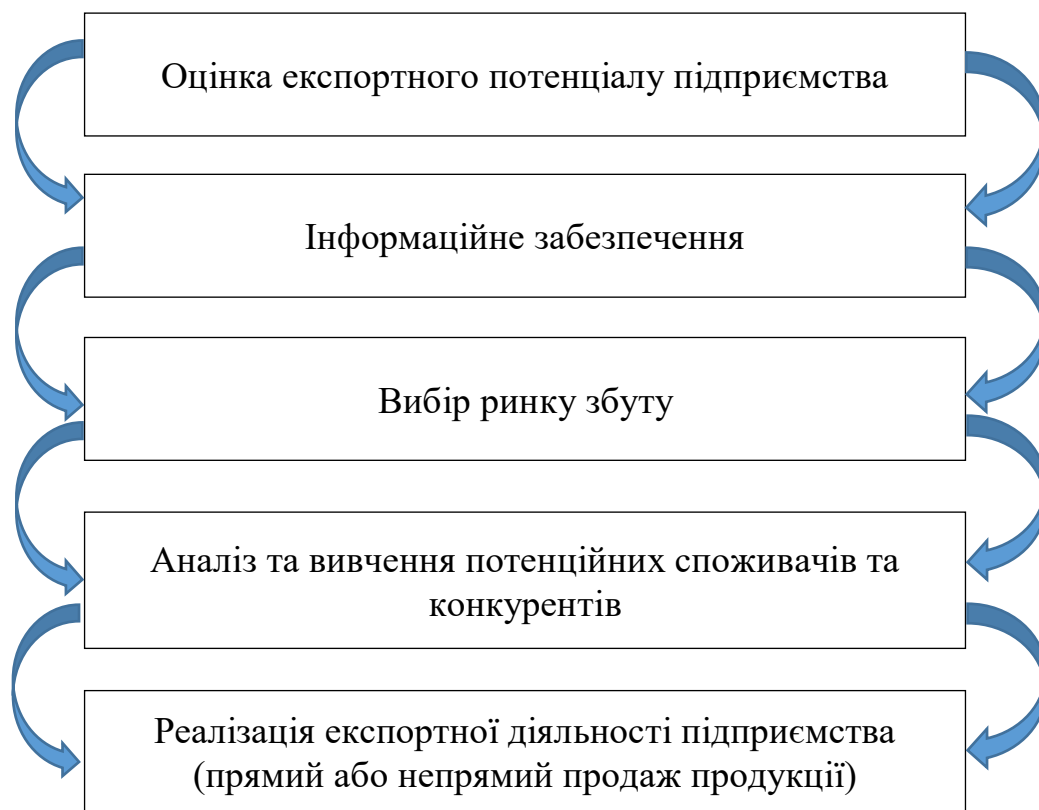 Оцінка експортного потенціалу підприємства
Інформаційне забезпечення
Вибір ринку збуту
Аналіз та вивчення потенційних споживачів та
конкурентів
Реалізація експортної діяльності підприємства
(прямий або непрямий продаж продукції)